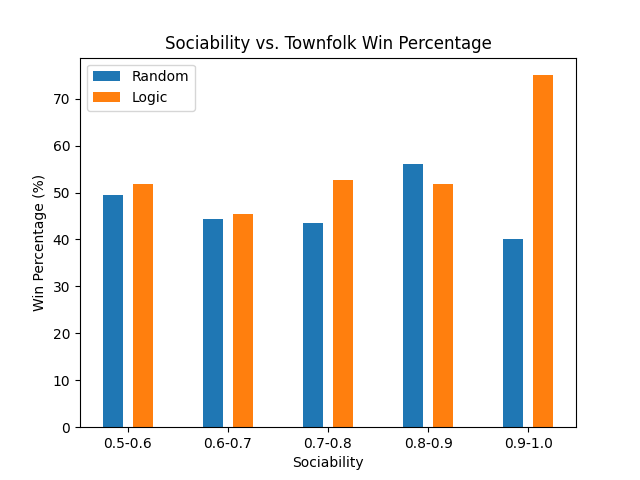 Sociability vs. Townfolk Win Percentage
Random
Logic
70
60
50
40
30
20
10
0
Win Percentage (%)
0.5-0.6 0.6-0.7 0.7-0.8 0.8-0.9 0.9-1.0
Sociability